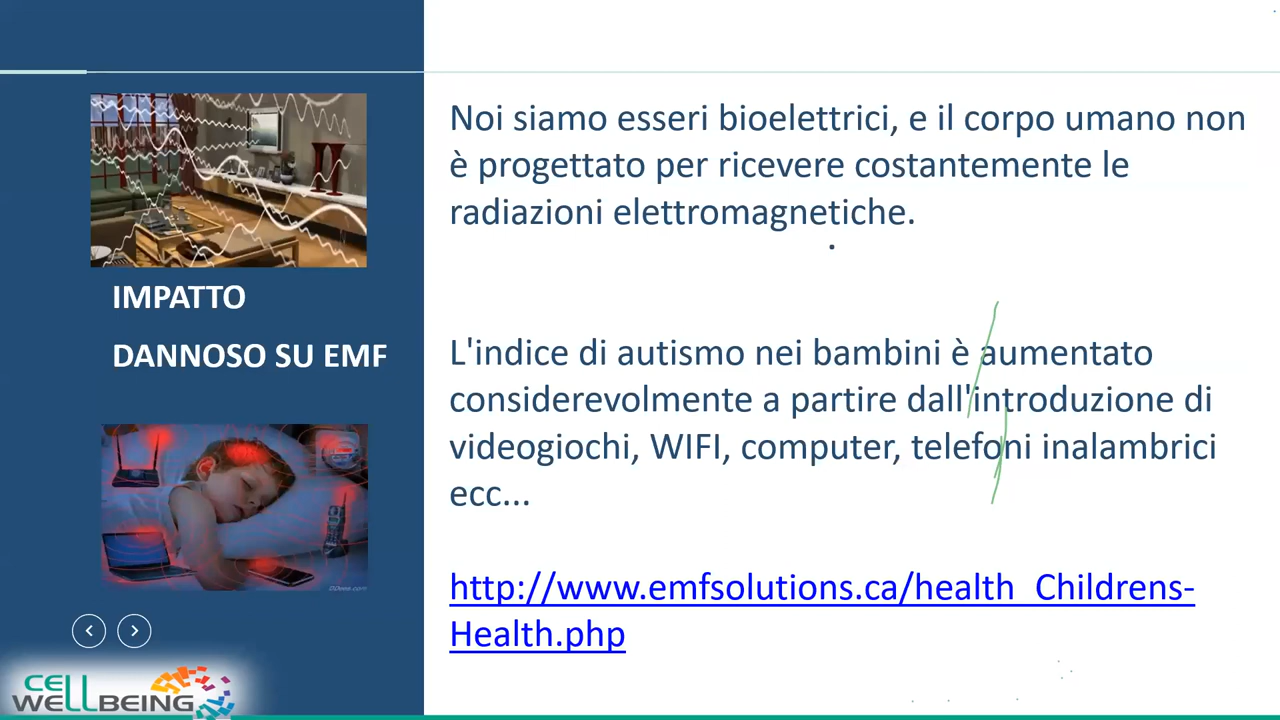 IMPATTO
DANNOSO SU EMF
Noi siamo esseri bioelettrici, e il corpo umano non
è progettato per ricevere costantemente le
radiazioni elettromagnetiche.
L'indice di autismo nei bambini è aumentato
considerevolmente a partire dall'introduzione di
videogiochi, WIFI, computer, telefoni inalambrici
ecc...
http://www.emfsolutions.ca/health_Childrens-
Health.php
CELL
WELLBEING